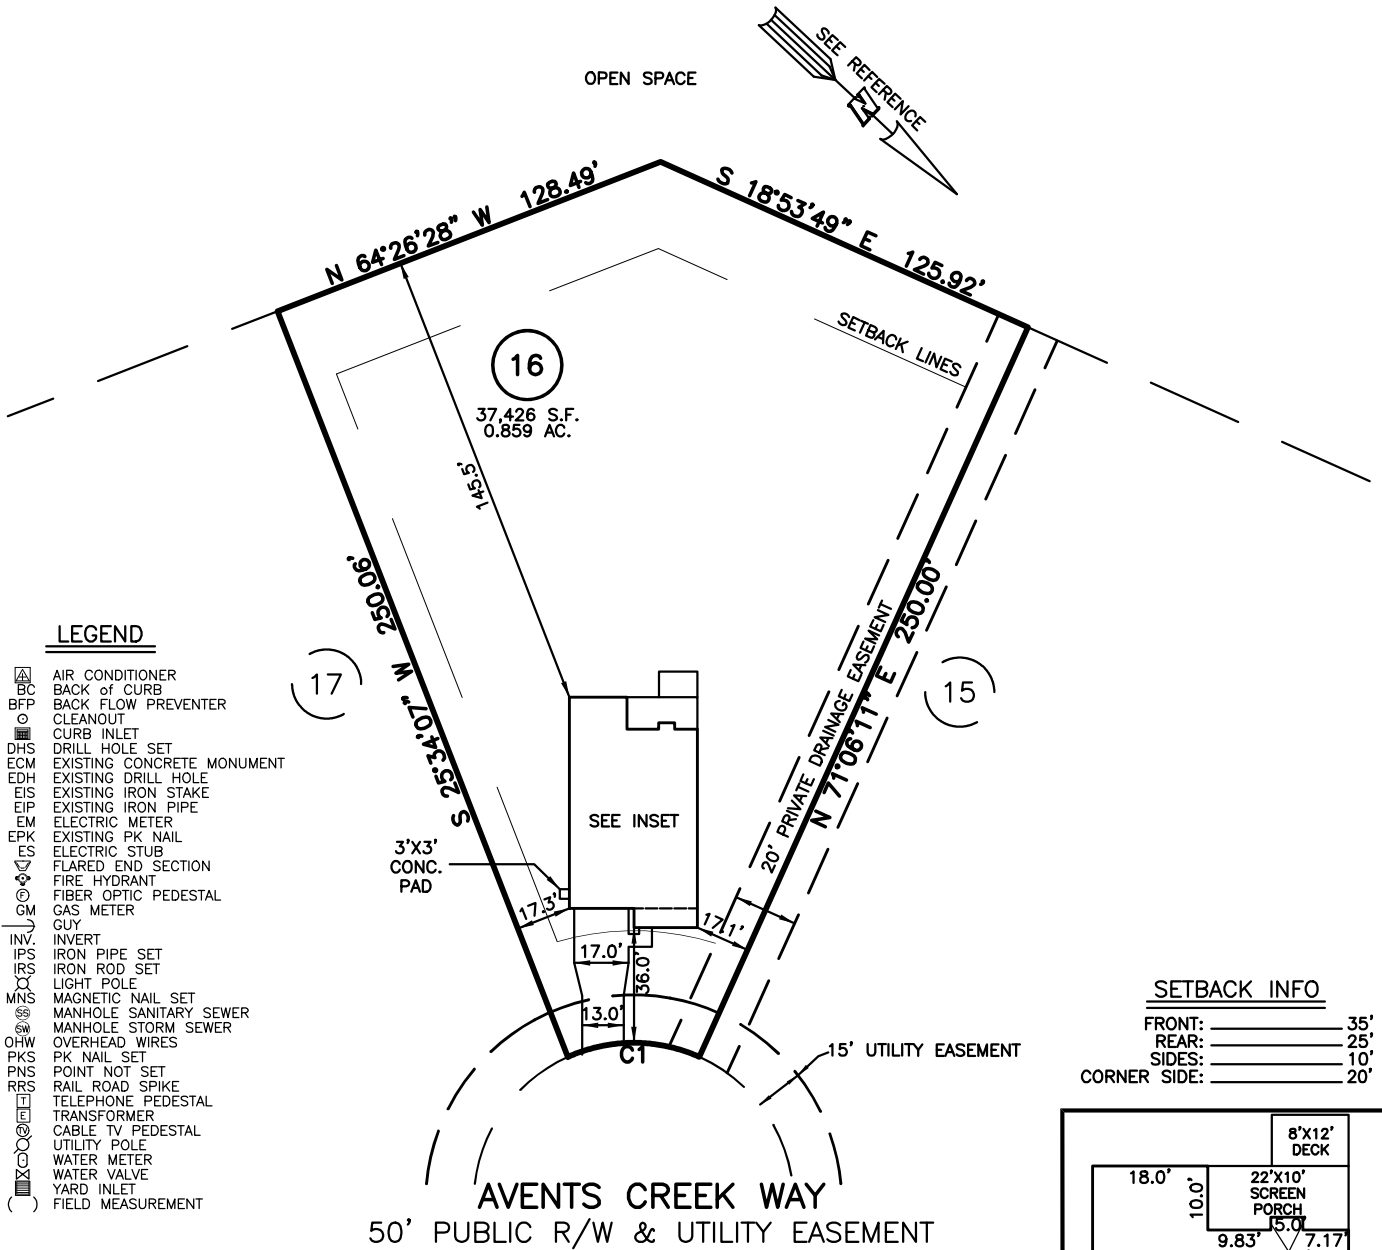 OPEN SPACE
SEE REFERENCE
N 64°26'28" W 128.49'
S 18°53'49" E 125.92'
SETBACK LINES
16
37,426 S.F.
0.859 AC.
145.5'
S 25°34'07" W 250.06'
N 71°06'11" E 250.00'
20' PRIVATE DRAINAGE EASEMENT
17
15
SEE INSET
3'X3'
CONC.
PAD
17.3'
17.1'
17.0'
36.0'
13.0'
C1
15' UTILITY EASEMENT
AVENTS CREEK WAY
50' PUBLIC R/W & UTILITY EASEMENT
LEGEND
AIR CONDITIONER
BC BACK of CURB
BFP BACK FLOW PREVENTER
CLEANOUT
CURB INLET
DHS DRILL HOLE SET
ECM EXISTING CONCRETE MONUMENT
EDH EXISTING DRILL HOLE
EIS EXISTING IRON STAKE
EIP EXISTING IRON PIPE
EM ELECTRIC METER
EPK EXISTING PK NAIL
ES ELECTRIC STUB
FLARED END SECTION
FIRE HYDRANT
F FIBER OPTIC PEDESTAL
GM GAS METER
GUY
INV. INVERT
IPS IRON PIPE SET
IRS IRON ROD SET
LIGHT POLE
MNS MAGNETIC NAIL SET
SS MANHOLE SANITARY SEWER
SW MANHOLE STORM SEWER
OHW OVERHEAD WIRES
PKS PK NAIL SET
PNS POINT NOT SET
RRS RAIL ROAD SPIKE
T TELEPHONE PEDESTAL
E TRANSFORMER
TV CABLE TV PEDESTAL
UTILITY POLE
WATER METER
WATER VALVE
YARD INLET
( ) FIELD MEASUREMENT
SETBACK INFO
FRONT: 35'
REAR: 25'
SIDES: 10'
CORNER SIDE: 20'
8'X12'
DECK
18.0'
10.0'
22'X10'
SCREEN
PORCH
5.0'
9.83'
7.17'